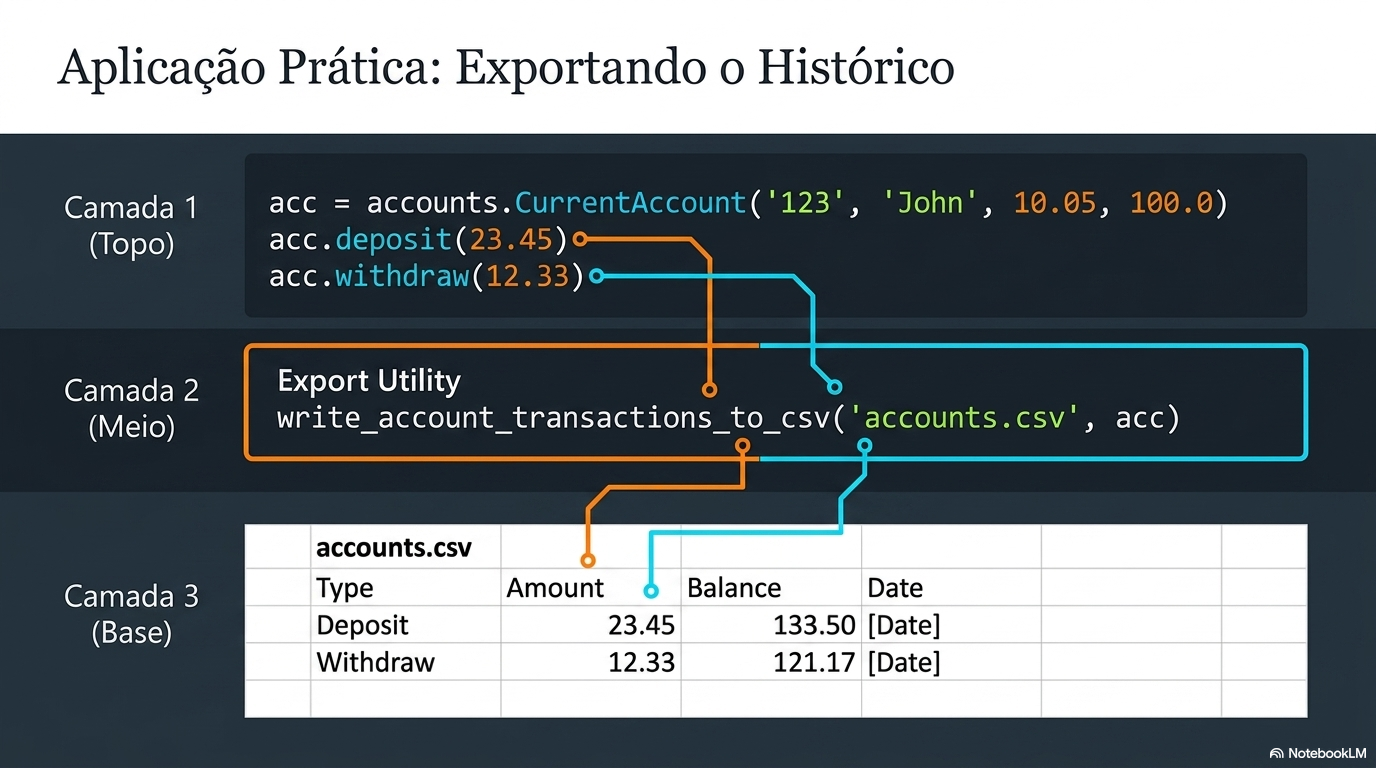 Aplicação Prática: Exportando o Histórico
Camada 1
(Topo)
acc = accounts.CurrentAccount('123', 'John', 10.05, 100.0)
acc.deposit(23.45)
acc.withdraw(12.33)
Camada 2
(Meio)
Export Utility
write_account_transactions_to_csv('accounts.csv', acc)
Camada 3
(Base)
accounts.csv
Type Amount Balance Date
Deposit 23.45 133.50 [Date]
Withdraw 12.33 121.17 [Date]
NotebookLM